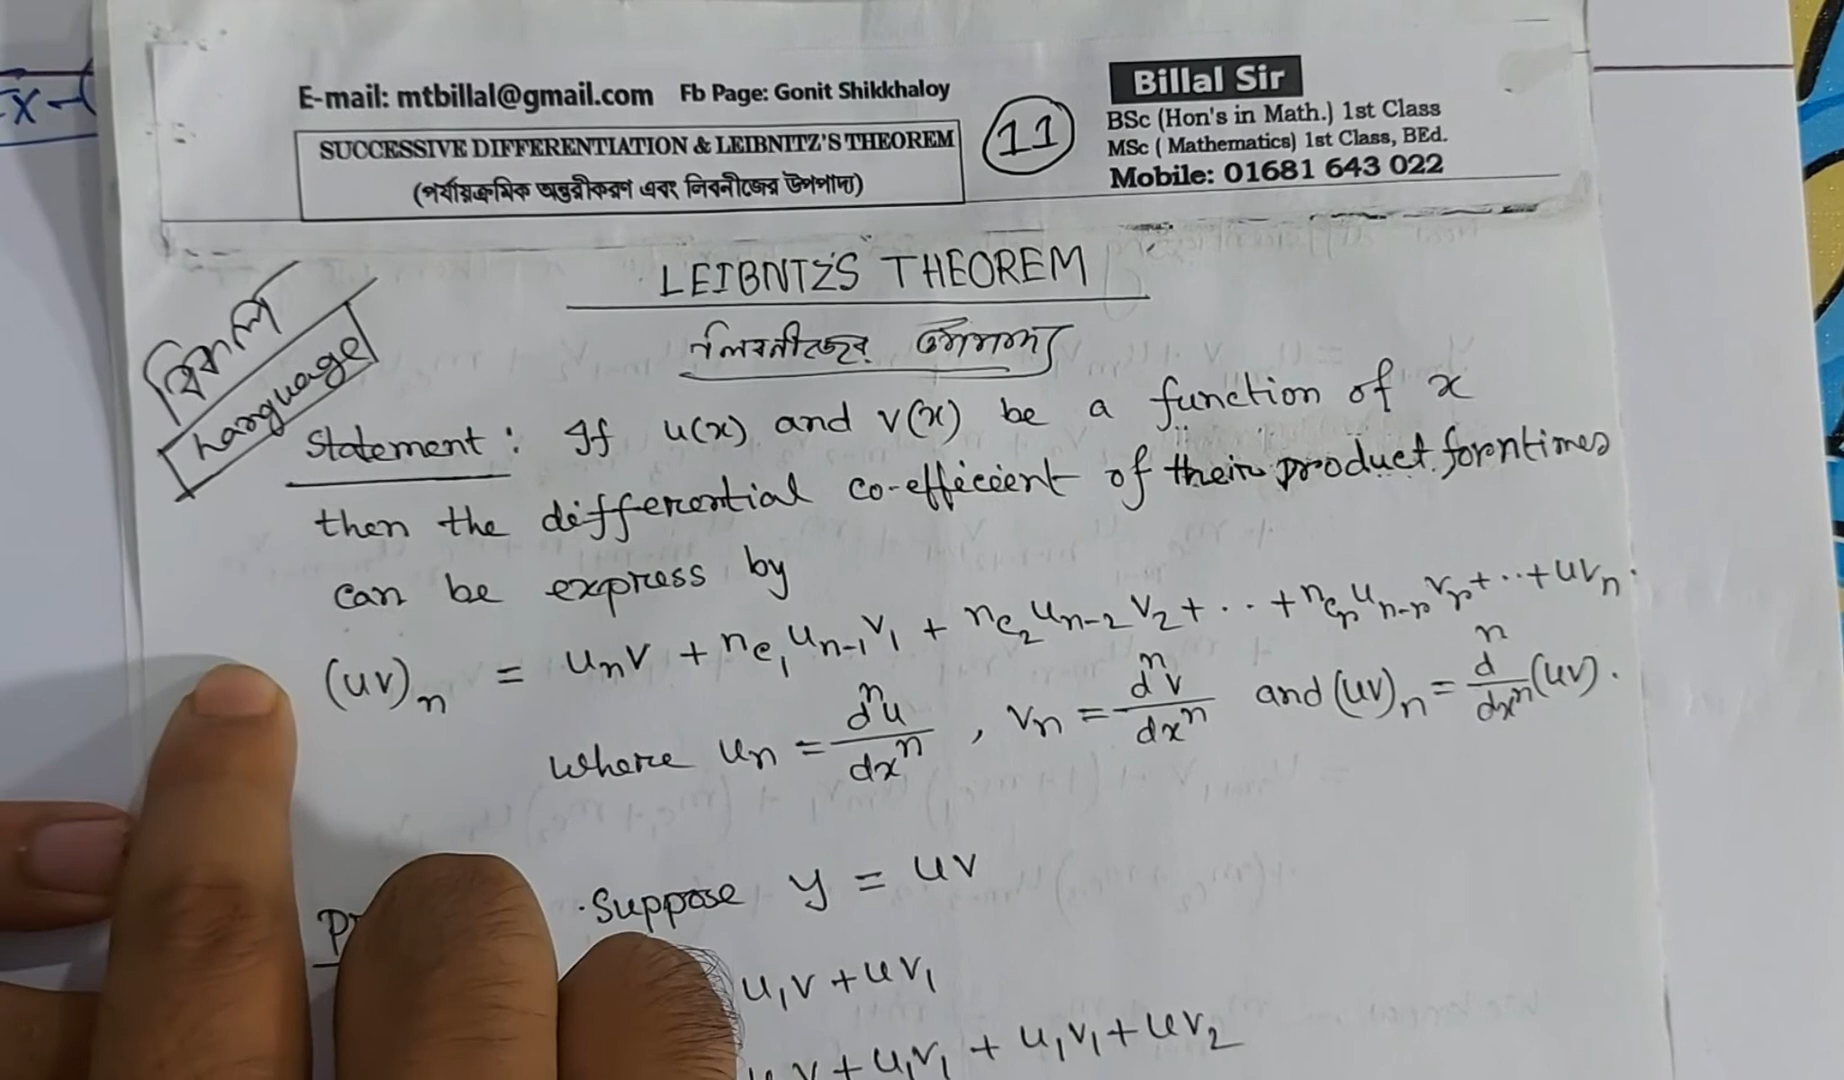 E-mail: mtbillal@gmail.com Fb Page: Gonit Shikkhaloy
SUCCESSIVE DIFFERENTIATION & LEIBNITZ'S THEOREM
(পর্যায়ক্রমিক অন্তরীকরণ এবং লিবনীজের উপপাদ্য)
11
Billal Sir
BSc (Hon's in Math.) 1st Class
MSc ( Mathematics) 1st Class, BEd.
Mobile: 01681 643 022
LEIBNTZ'S THEOREM
Language
Statement : If u(x) and v(x) be a function of x
then the differential co-efficient of their product for n times
can be express by
(uv)ₙ = uₙv + ⁿc₁uₙ₋₁v₁ + ⁿc₂uₙ₋₂v₂ + ... + ⁿcᵣuₙ₋ᵣvᵣ + ... + uvₙ.
where uₙ = dⁿu/dxⁿ , vₙ = dⁿv/dxⁿ and (uv)ₙ = dⁿ/dxⁿ (uv).
Suppose y = uv
u₁v + uv₁
v + u₁v₁ + u₁v₁ + uv₂